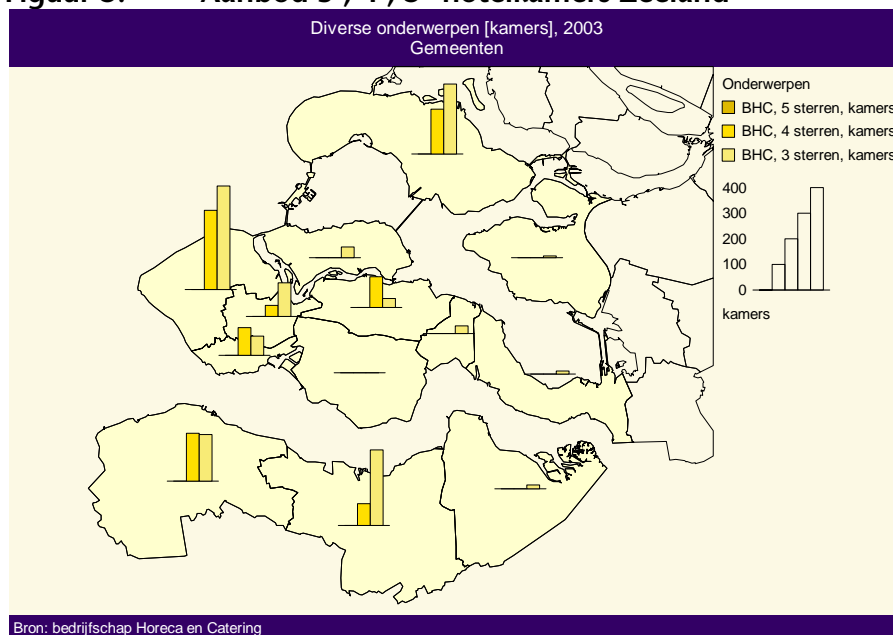 Diverse onderwerpen [kamers], 2003
Gemeenten
Onderwerpen
BHC, 5 sterren, kamers
BHC, 4 sterren, kamers
BHC, 3 sterren, kamers
400
300
200
100
0
kamers
Bron: bedrijfschap Horeca en Catering